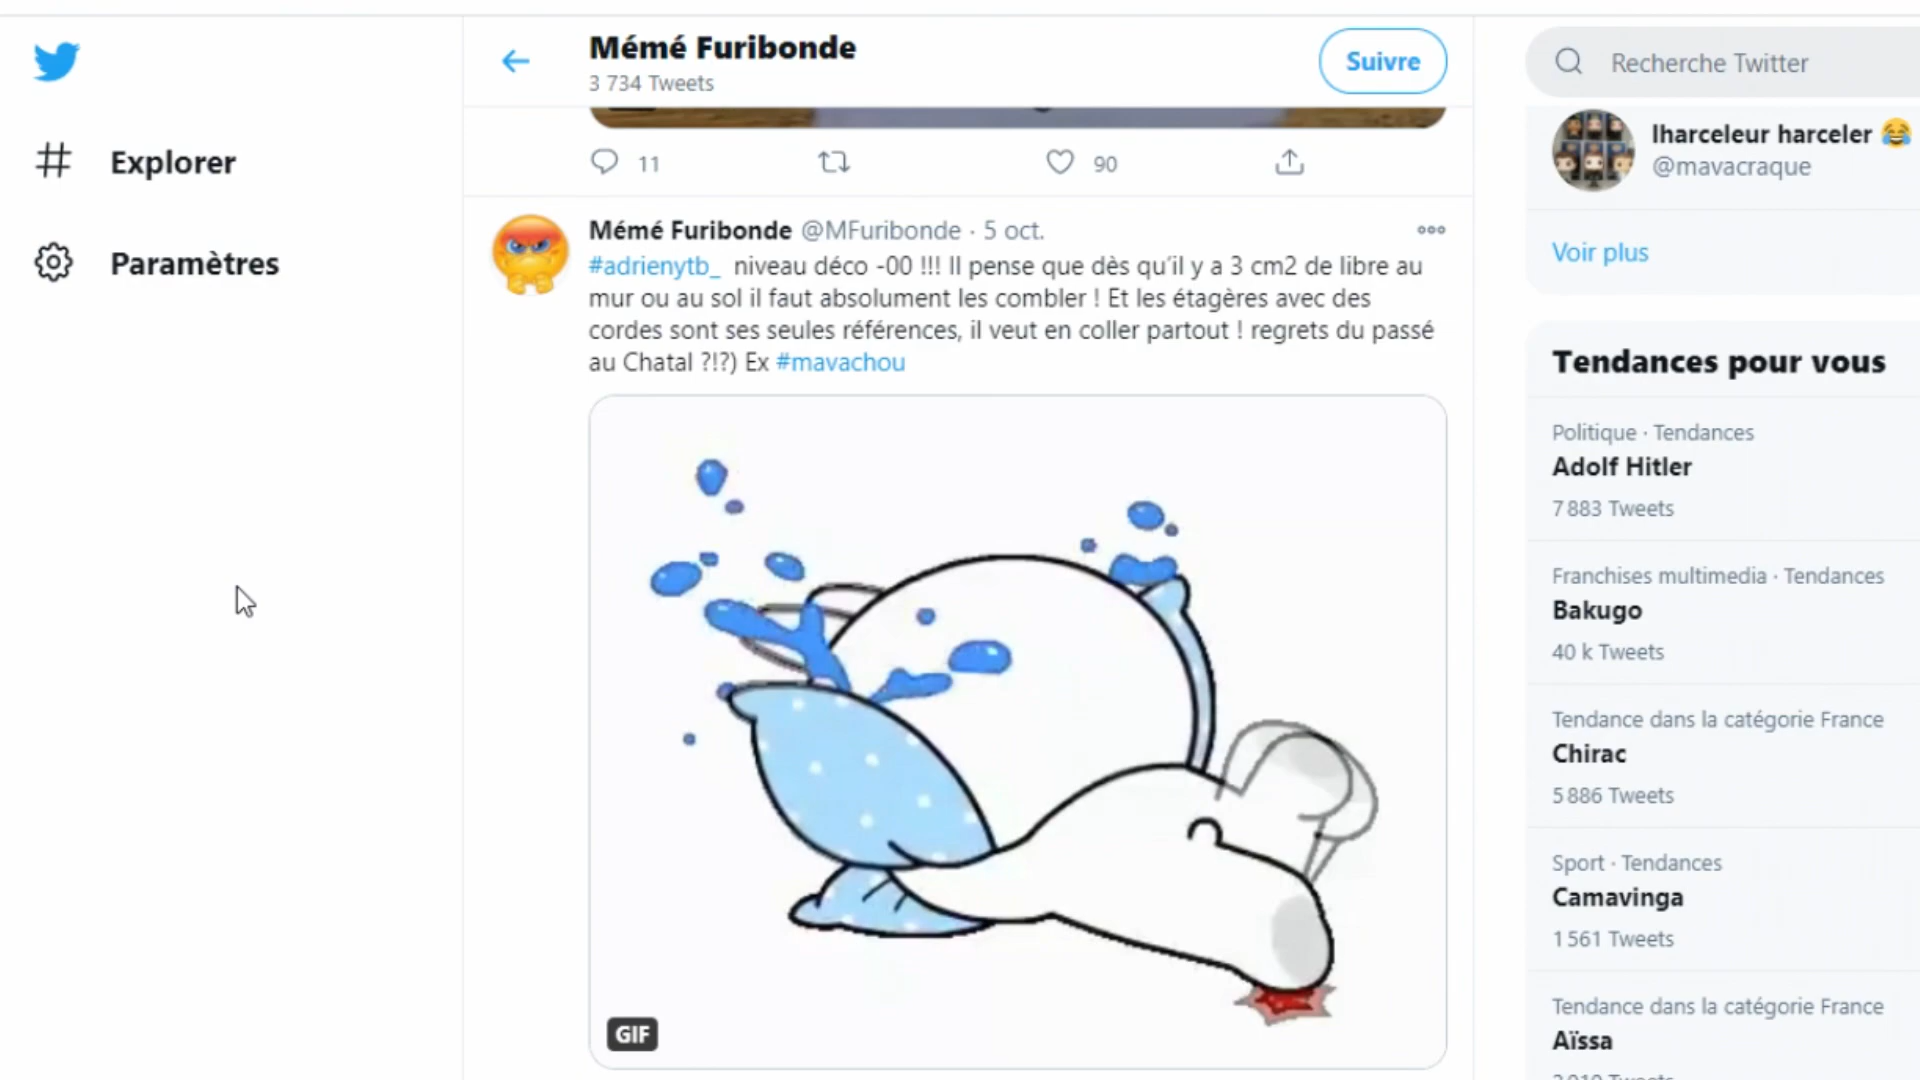 Explorer
Paramètres
Mémé Furibonde
3 734 Tweets
Suivre
11
90
Mémé Furibonde @MFuribonde · 5 oct.
#adrienytb_ niveau déco -00 !!! Il pense que dès qu'il y a 3 cm2 de libre au
mur ou au sol il faut absolument les combler ! Et les étagères avec des
cordes sont ses seules références, il veut en coller partout ! regrets du passé
au Chatal ?!?) Ex #mavachou
GIF
Recherche Twitter
lharceleur harceler 😂
@mavacraque
Voir plus
Tendances pour vous
Politique · Tendances
Adolf Hitler
7 883 Tweets
Franchises multimedia · Tendances
Bakugo
40 k Tweets
Tendance dans la catégorie France
Chirac
5 886 Tweets
Sport · Tendances
Camavinga
1 561 Tweets
Tendance dans la catégorie France
Aïssa